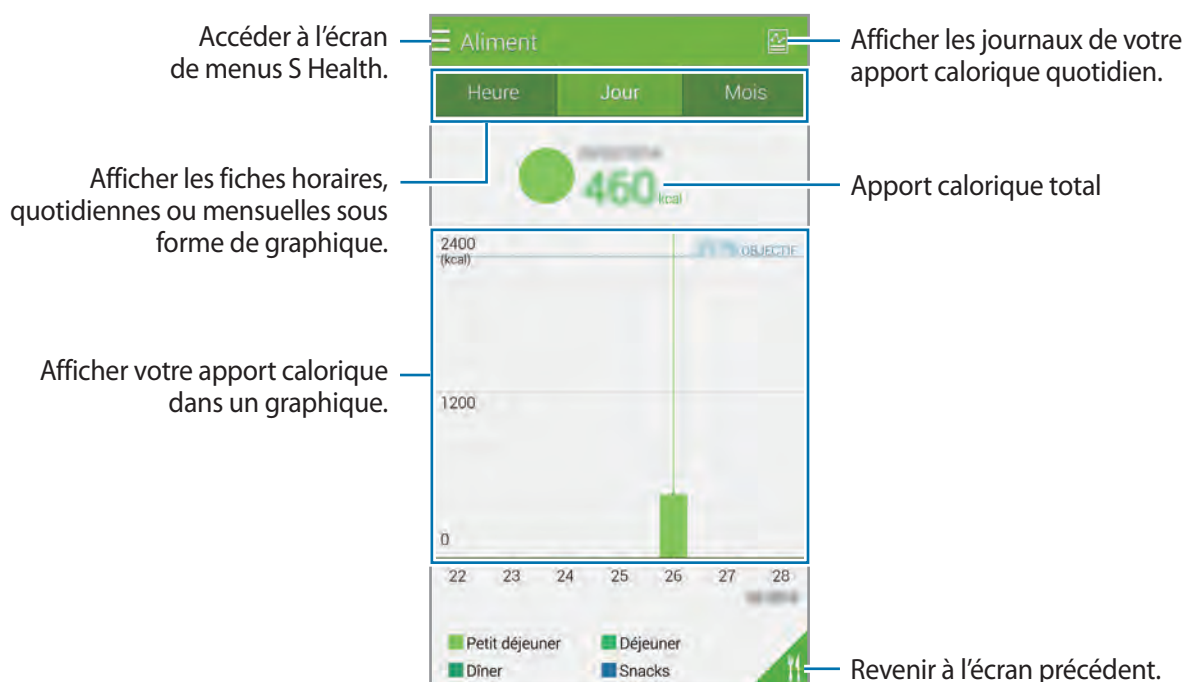 Accéder à l'écran
de menus S Health.
Aliment
Afficher les journaux de votre
apport calorique quotidien.
Heure Jour Mois
Afficher les fiches horaires,
quotidiennes ou mensuelles sous
forme de graphique.
460 kcal
Apport calorique total
2400
(kcal)
OBJECTIF
Afficher votre apport calorique
dans un graphique.
1200
0
22 23 24 25 26 27 28
Petit déjeuner Déjeuner
Dîner Snacks
Revenir à l'écran précédent.